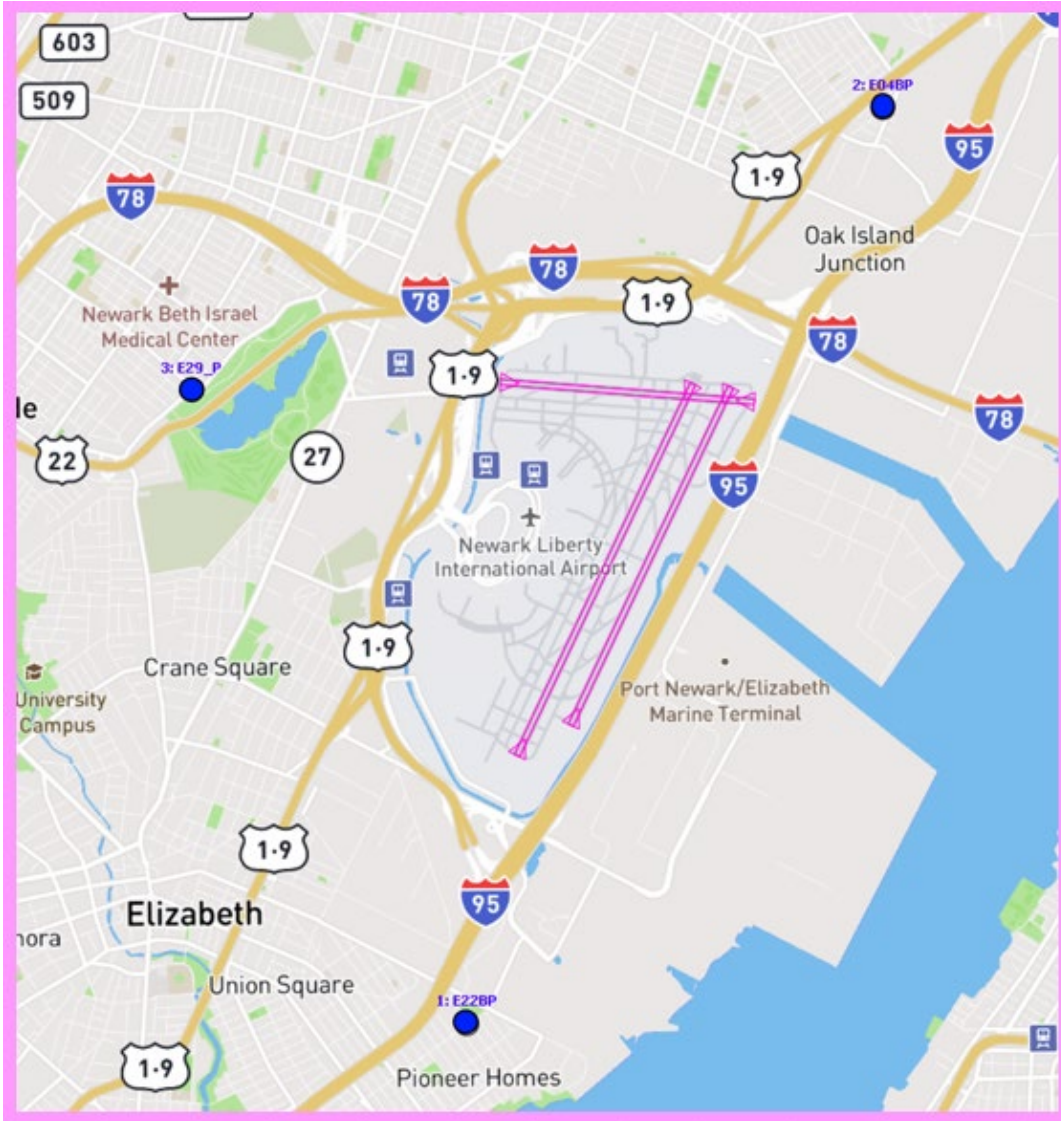 603
509
2: E04BP
95
1·9
78
Oak Island
Junction
78
78
1·9
Newark Beth Israel
Medical Center
78
3: E29_P
1·9
le
78
22
27
95
Newark Liberty
International Airport
1·9
Crane Square
University
Campus
Port Newark/Elizabeth
Marine Terminal
1·9
95
Elizabeth
nora
Union Square
1: E22BP
1·9
Pioneer Homes